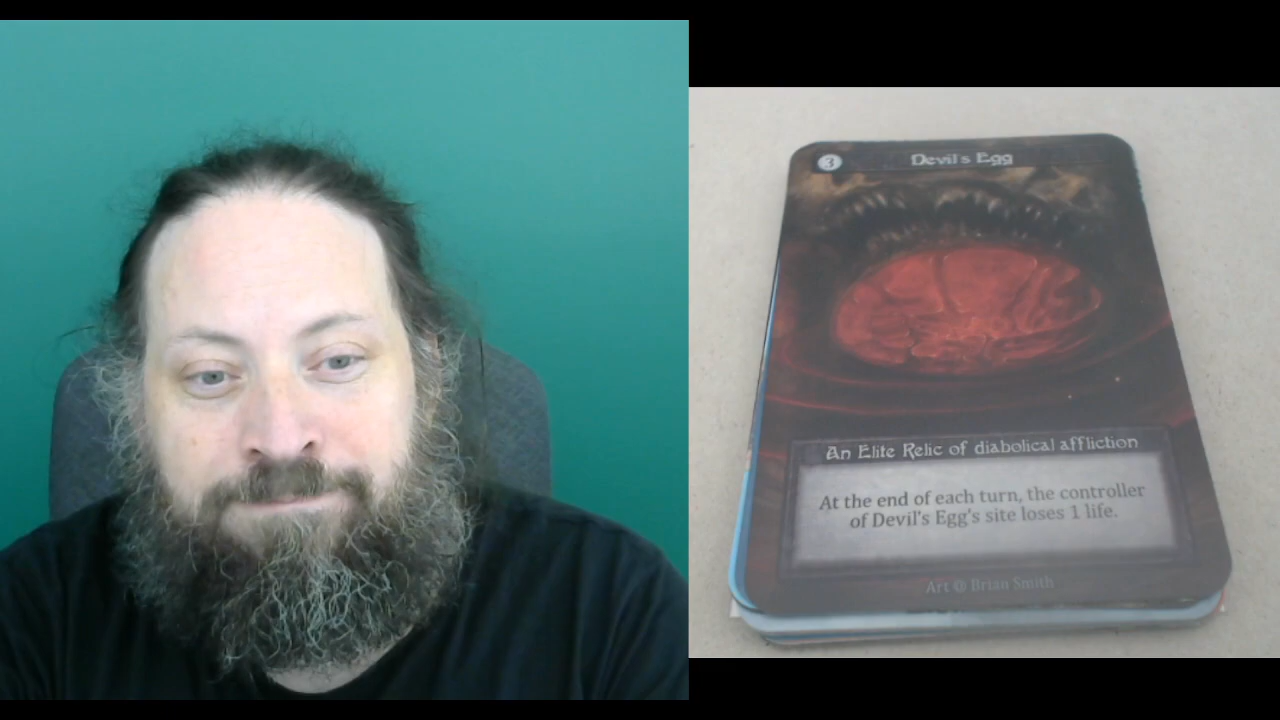 3
Devil's Egg
An Elite Relic of diabolical affliction
At the end of each turn, the controller
of Devil's Egg's site loses 1 life.
Art @ Brian Smith